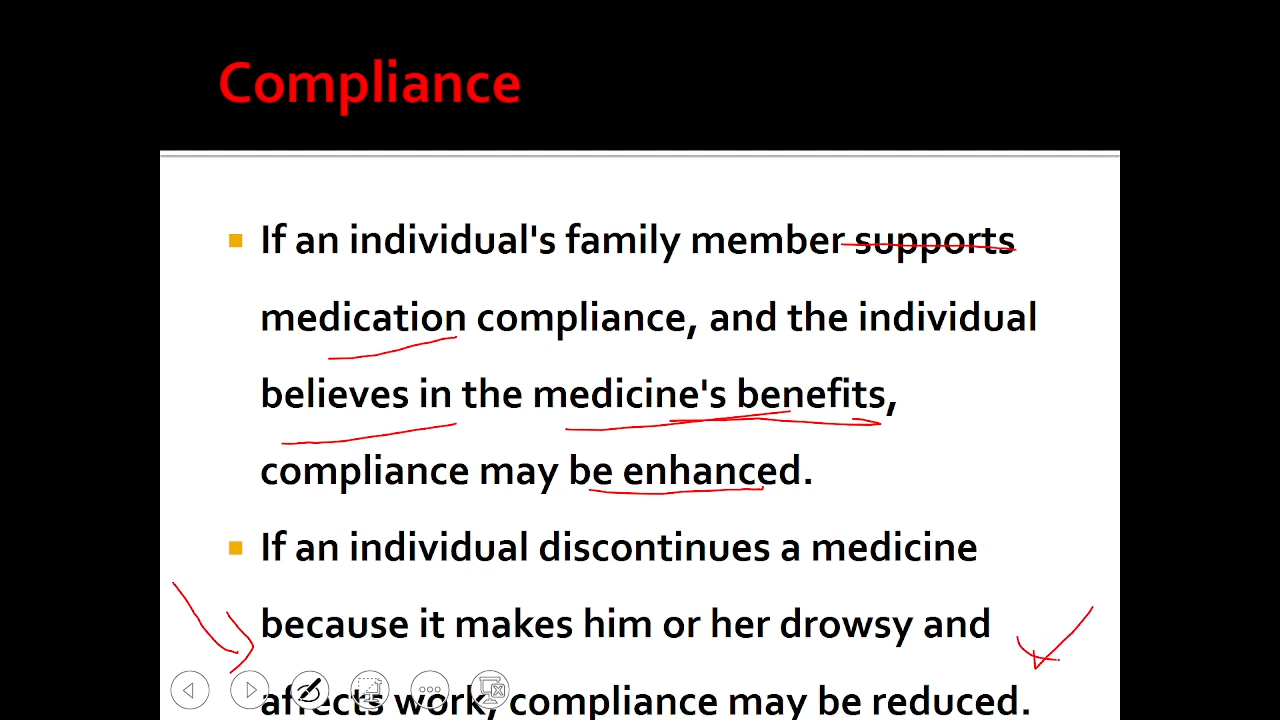 Compliance
If an individual's family member supports
medication compliance, and the individual
believes in the medicine's benefits,
compliance may be enhanced.
If an individual discontinues a medicine
because it makes him or her drowsy and
affects work, compliance may be reduced.